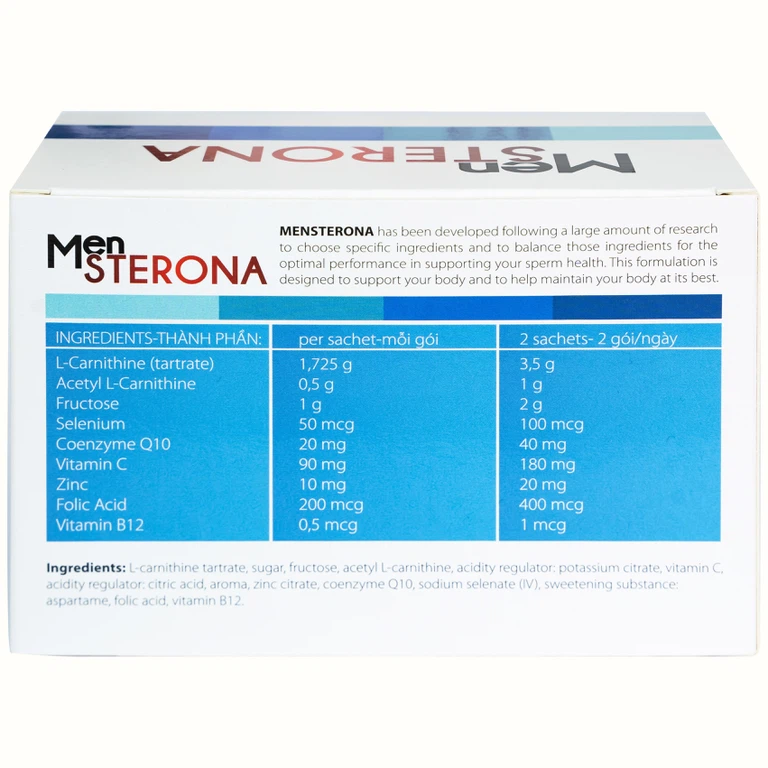 Men STERONA
Men
STERONA
MENSTERONA has been developed following a large amount of research
to choose specific ingredients and to balance those ingredients for the
optimal performance in supporting your sperm health. This formulation is
designed to support your body and to help maintain your body at its best.
INGREDIENTS-THÀNH PHẦN: per sachet-mỗi gói 2 sachets- 2 gói/ngày
L-Carnithine (tartrate) 1,725 g 3,5 g
Acetyl L-Carnithine 0,5 g 1 g
Fructose 1 g 2 g
Selenium 50 mcg 100 mcg
Coenzyme Q10 20 mg 40 mg
Vitamin C 90 mg 180 mg
Zinc 10 mg 20 mg
Folic Acid 200 mcg 400 mcg
Vitamin B12 0,5 mcg 1 mcg
Ingredients: L-carnithine tartrate, sugar, fructose, acetyl L-carnithine, acidity regulator: potassium citrate, vitamin C,
acidity regulator: citric acid, aroma, zinc citrate, coenzyme Q10, sodium selenate (IV), sweetening substance:
aspartame, folic acid, vitamin B12.